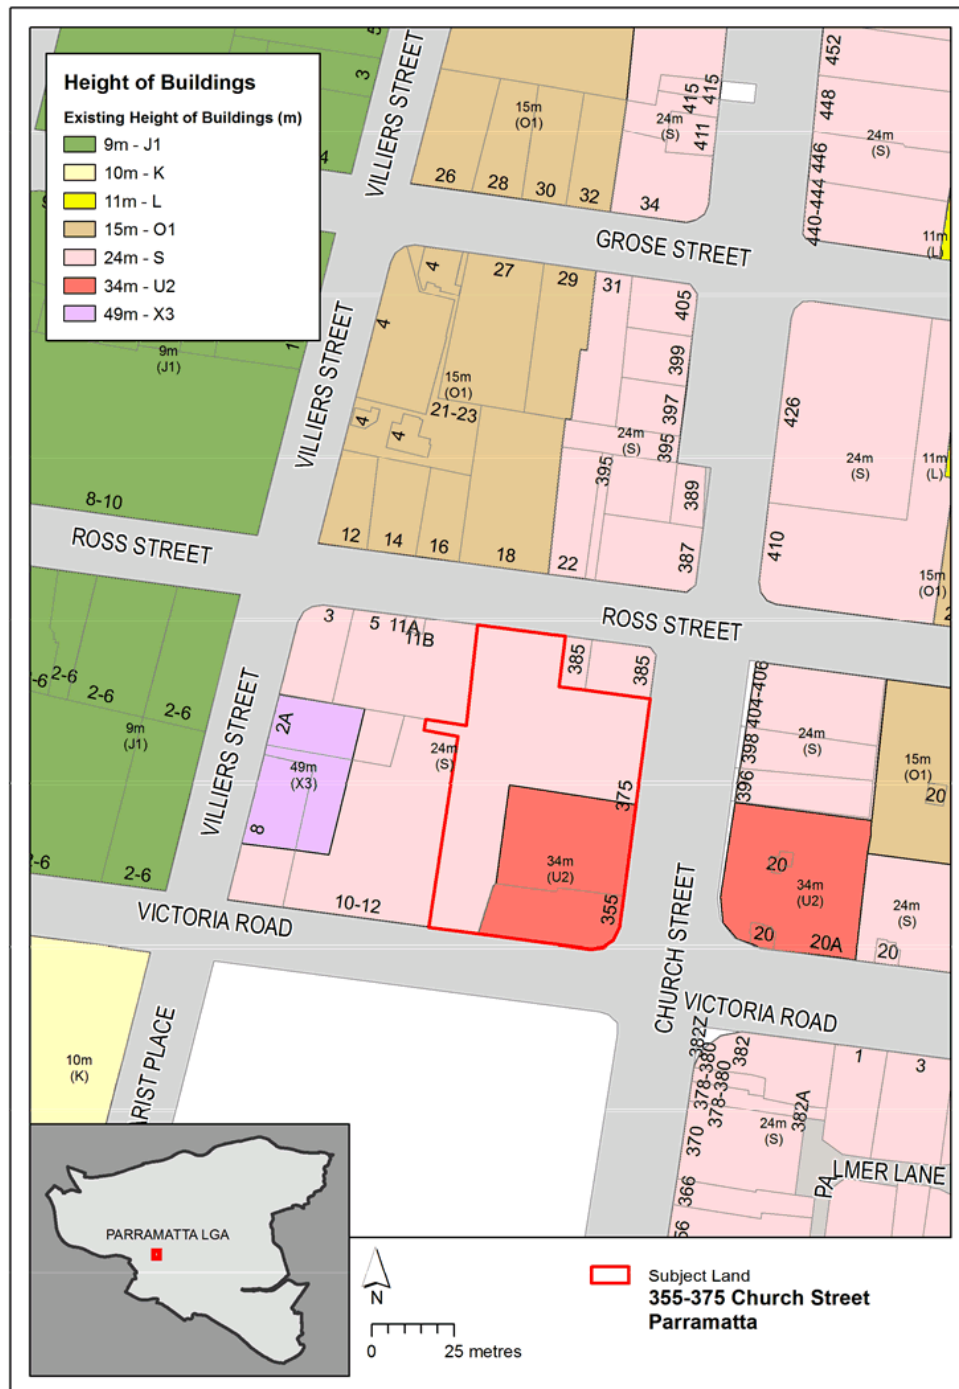 Height of Buildings
Existing Height of Buildings (m)
9m - J1
10m - K
11m - L
15m - O1
24m - S
34m - U2
49m - X3
VILLIERS STREET
5
3
4
15m
(O1)
26
28
30
32
34
24m
(S)
415
415
411
452
448
446
440-444
24m
(S)
11m
(L)
GROSE STREET
1
9m
(J1)
8-10
VILLIERS STREET
4
4
4
4
27
29
15m
(O1)
21-23
12
14
16
18
31
405
399
397
395
395
24m
(S)
389
387
22
426
24m
(S)
11m
(L)
410
15m
(O1)
ROSS STREET
ROSS STREET
2-6
2-6
2-6
9m
(J1)
2-6
2-6
VILLIERS STREET
3
5
11A
11B
385
385
2A
49m
(X3)
8
24m
(S)
10-12
375
34m
(U2)
355
404-406
398
396
24m
(S)
15m
(O1)
20
20
34m
(U2)
20
20A
24m
(S)
20
VICTORIA ROAD
CHURCH STREET
VICTORIA ROAD
10m
(K)
ARIST PLACE
382Z
382
378-380
378-380
370
366
56
24m
(S)
382A
1
3
PA
LMER LANE
PARRAMATTA LGA
N
0
25 metres
Subject Land
355-375 Church Street
Parramatta